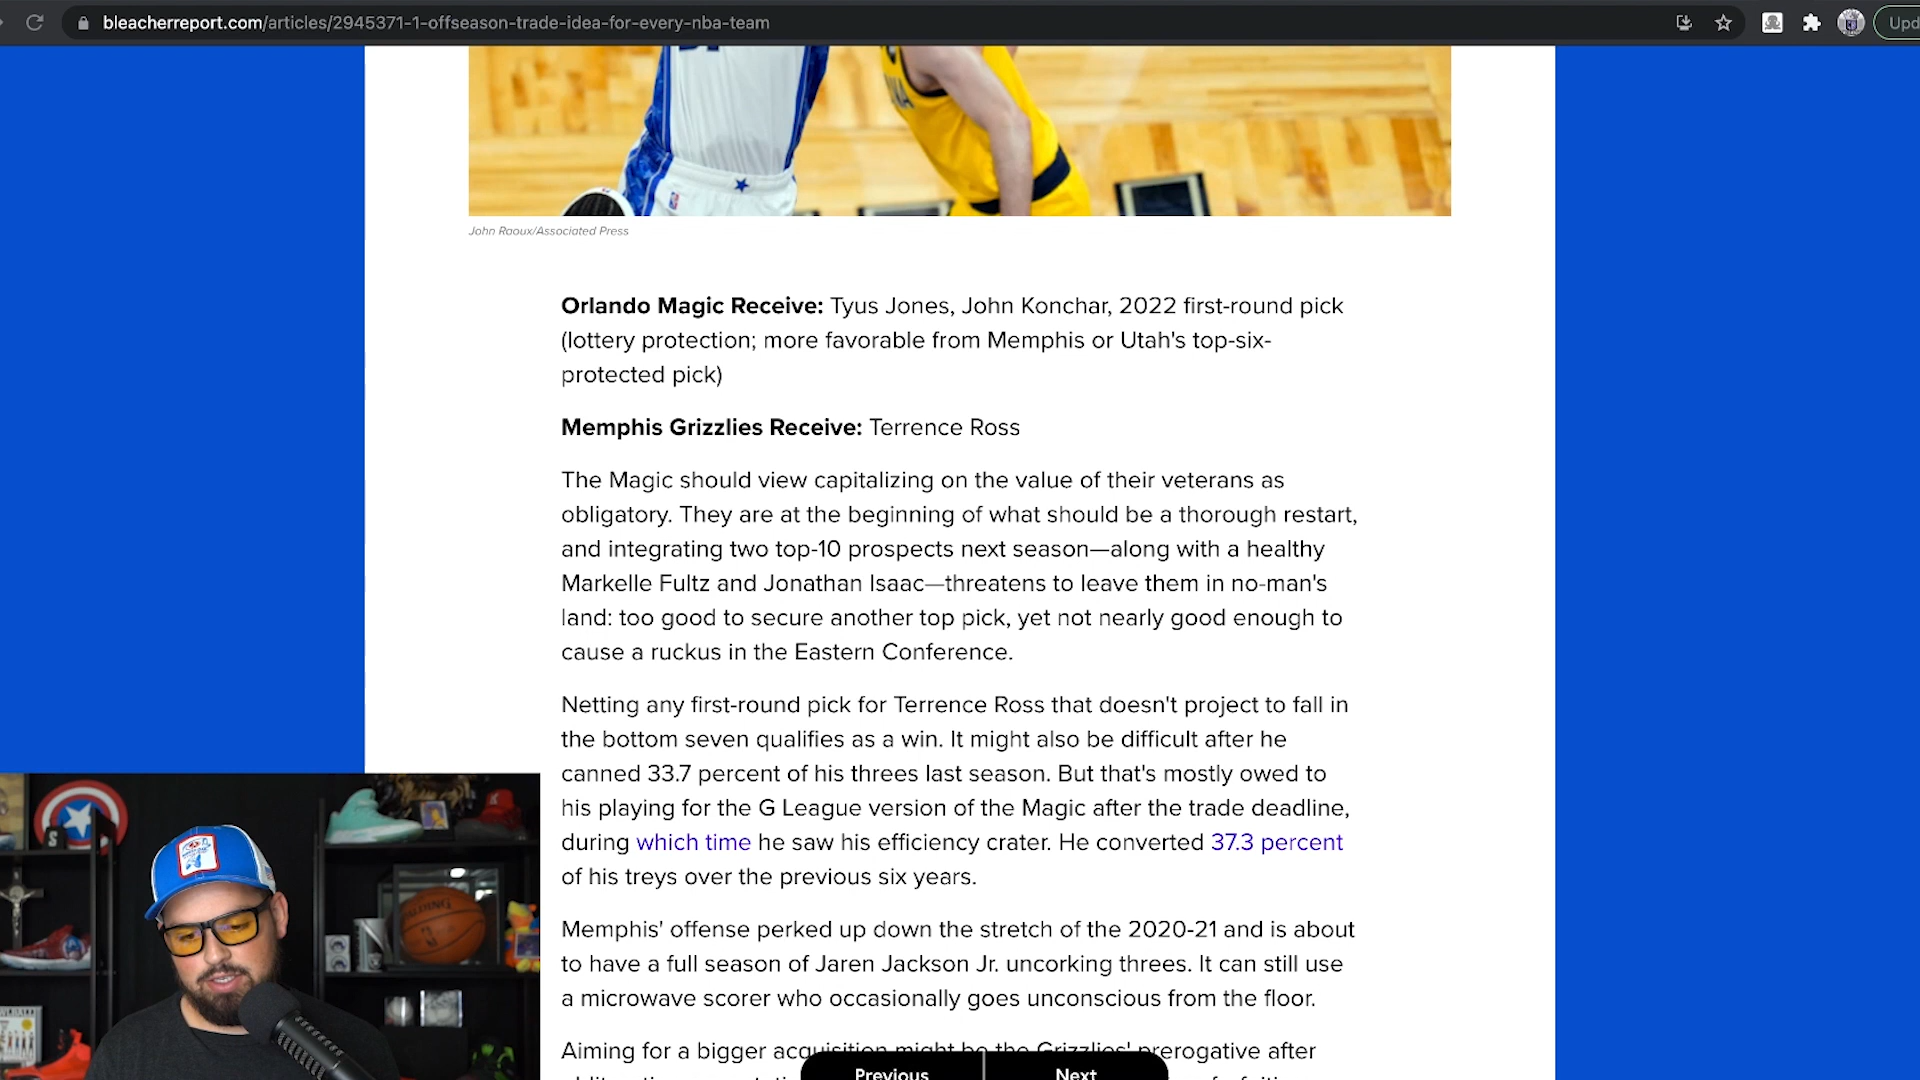 bleacherreport.com/articles/2945371-1-offseason-trade-idea-for-every-nba-team
John Raoux/Associated Press
Orlando Magic Receive: Tyus Jones, John Konchar, 2022 first-round pick
(lottery protection; more favorable from Memphis or Utah's top-six-
protected pick)
Memphis Grizzlies Receive: Terrence Ross
The Magic should view capitalizing on the value of their veterans as
obligatory. They are at the beginning of what should be a thorough restart,
and integrating two top-10 prospects next season—along with a healthy
Markelle Fultz and Jonathan Isaac—threatens to leave them in no-man's
land: too good to secure another top pick, yet not nearly good enough to
cause a ruckus in the Eastern Conference.
Netting any first-round pick for Terrence Ross that doesn't project to fall in
the bottom seven qualifies as a win. It might also be difficult after he
canned 33.7 percent of his threes last season. But that's mostly owed to
his playing for the G League version of the Magic after the trade deadline,
during which time he saw his efficiency crater. He converted 37.3 percent
of his treys over the previous six years.
SPALDING
Memphis' offense perked up down the stretch of the 2020-21 and is about
to have a full season of Jaren Jackson Jr. uncorking threes. It can still use
a microwave scorer who occasionally goes unconscious from the floor.
Aiming for a bigger acquisition might be the Grizzlies' prerogative after
Previous Next